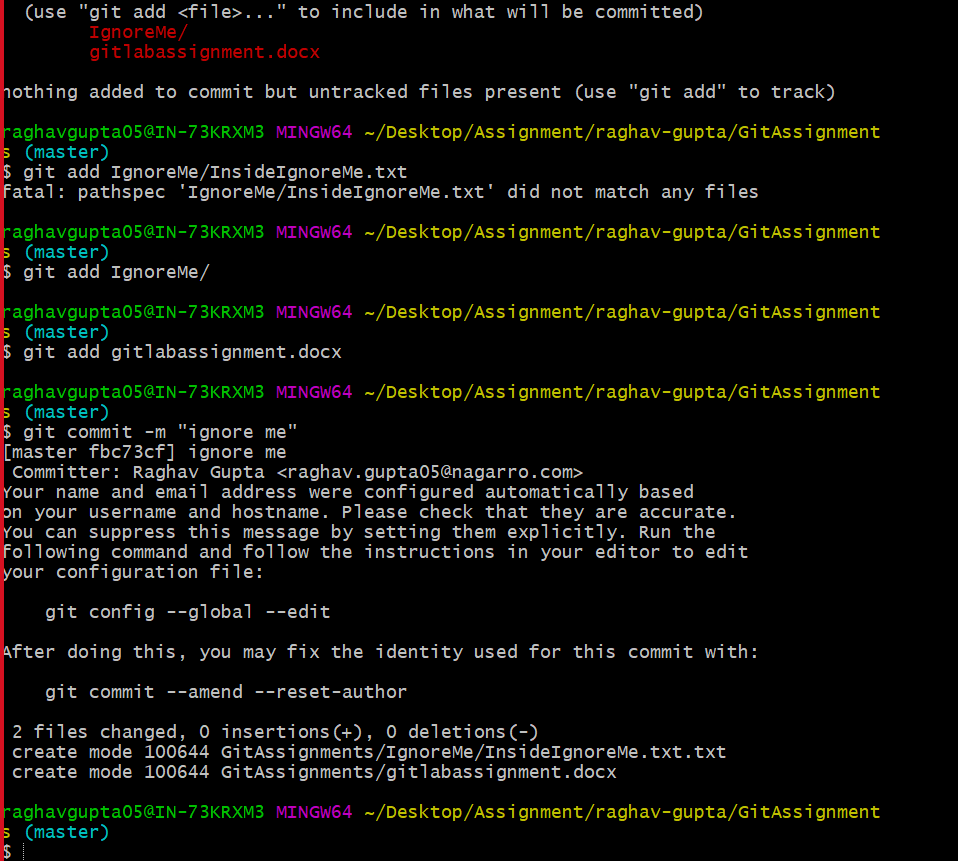 (use "git add <file>..." to include in what will be committed)
IgnoreMe/
gitlabassignment.docx
nothing added to commit but untracked files present (use "git add" to track)
raghavgupta05@IN-73KRXM3 MINGW64 ~/Desktop/Assignment/raghav-gupta/GitAssignment
s (master)
$ git add IgnoreMe/InsideIgnoreMe.txt
fatal: pathspec 'IgnoreMe/InsideIgnoreMe.txt' did not match any files
raghavgupta05@IN-73KRXM3 MINGW64 ~/Desktop/Assignment/raghav-gupta/GitAssignment
s (master)
$ git add IgnoreMe/
raghavgupta05@IN-73KRXM3 MINGW64 ~/Desktop/Assignment/raghav-gupta/GitAssignment
s (master)
$ git add gitlabassignment.docx
raghavgupta05@IN-73KRXM3 MINGW64 ~/Desktop/Assignment/raghav-gupta/GitAssignment
s (master)
$ git commit -m "ignore me"
[master fbc73cf] ignore me
Committer: Raghav Gupta <raghav.gupta05@nagarro.com>
Your name and email address were configured automatically based
on your username and hostname. Please check that they are accurate.
You can suppress this message by setting them explicitly. Run the
following command and follow the instructions in your editor to edit
your configuration file:
git config --global --edit
After doing this, you may fix the identity used for this commit with:
git commit --amend --reset-author
2 files changed, 0 insertions(+), 0 deletions(-)
create mode 100644 GitAssignments/IgnoreMe/InsideIgnoreMe.txt.txt
create mode 100644 GitAssignments/gitlabassignment.docx
raghavgupta05@IN-73KRXM3 MINGW64 ~/Desktop/Assignment/raghav-gupta/GitAssignment
s (master)
$